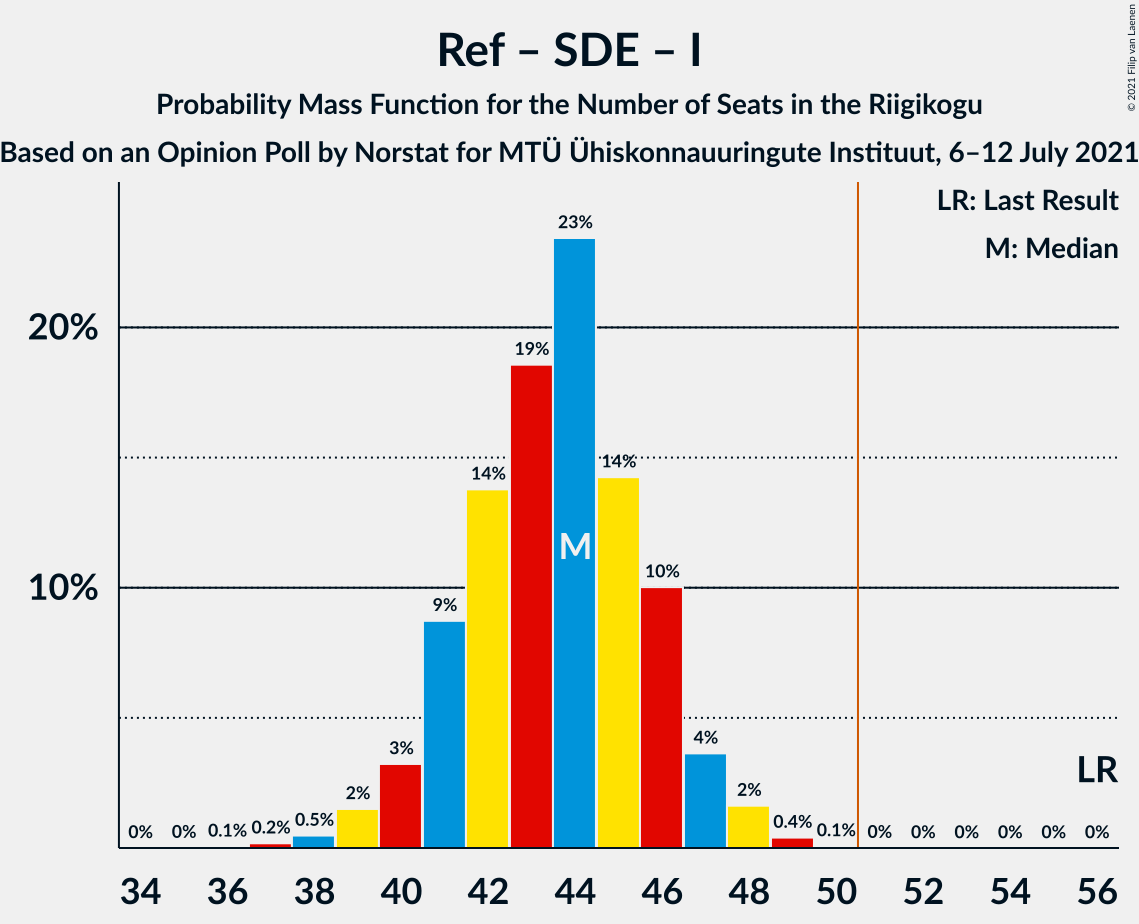 Ref – SDE – I
Probability Mass Function for the Number of Seats in the Riigikogu
Based on an Opinion Poll by Norstat for MTÜ Ühiskonnauuringute Instituut, 6–12 July 2021
© 2021 Filip van Laenen
LR: Last Result
M: Median
20%
10%
0% 0% 0.1% 0.2% 0.5% 2% 3% 9% 14% 19% 23% 14% 10% 4% 2% 0.4% 0.1% 0% 0% 0% 0% 0% 0%
M
LR
34 36 38 40 42 44 46 48 50 52 54 56